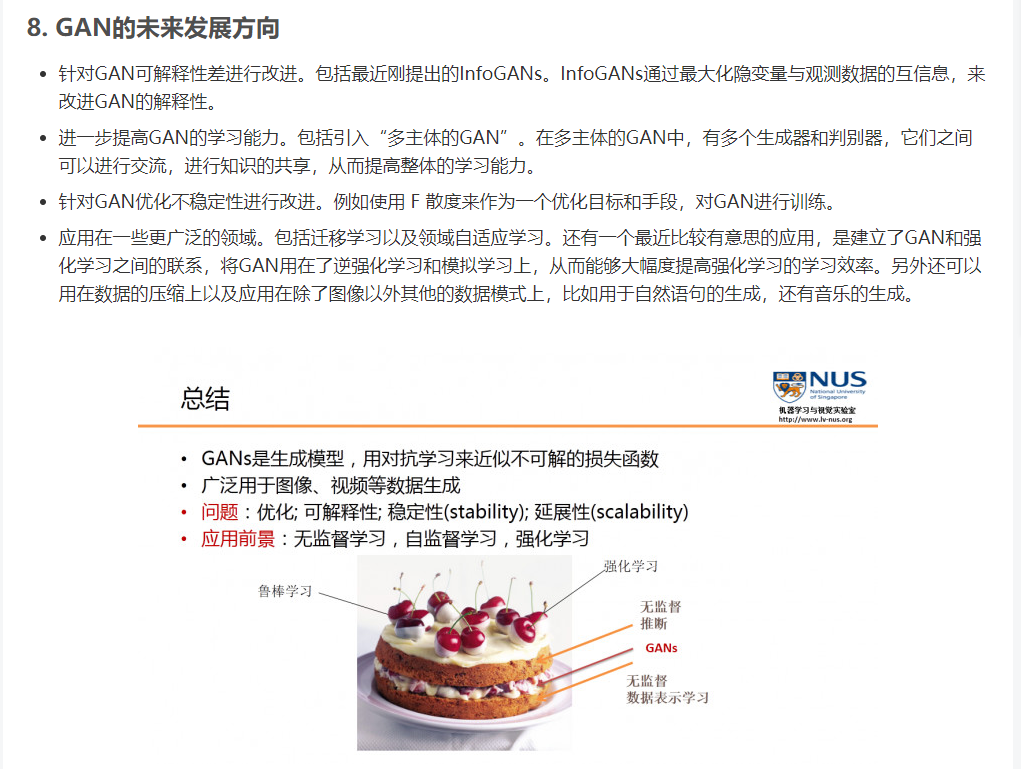 8. GAN的未来发展方向
• 针对GAN可解释性差进行改进。包括最近刚提出的InfoGANs。InfoGANs通过最大化隐变量与观测数据的互信息，来
改进GAN的解释性。
• 进一步提高GAN的学习能力。包括引入“多主体的GAN”。在多主体的GAN中，有多个生成器和判别器，它们之间
可以进行交流，进行知识的共享，从而提高整体的学习能力。
• 针对GAN优化不稳定性进行改进。例如使用 F 散度来作为一个优化目标和手段，对GAN进行训练。
• 应用在一些更广泛的领域。包括迁移学习以及领域自适应学习。还有一个最近比较有意思的应用，是建立了GAN和强
化学习之间的联系，将GAN用在了逆强化学习和模拟学习上，从而能够大幅度提高强化学习的学习效率。另外还可以
用在数据的压缩上以及应用在除了图像以外其他的数据模式上，比如用于自然语句的生成，还有音乐的生成。
总结
NUS
National University
of Singapore
机器学习与视觉实验室
http://www.lv-nus.org
• GANs是生成模型，用对抗学习来近似不可解的损失函数
• 广泛用于图像、视频等数据生成
• 问题：优化; 可解释性; 稳定性(stability); 延展性(scalability)
• 应用前景：无监督学习，自监督学习，强化学习
强化学习
鲁棒学习
无监督
推断
GANs
无监督
数据表示学习